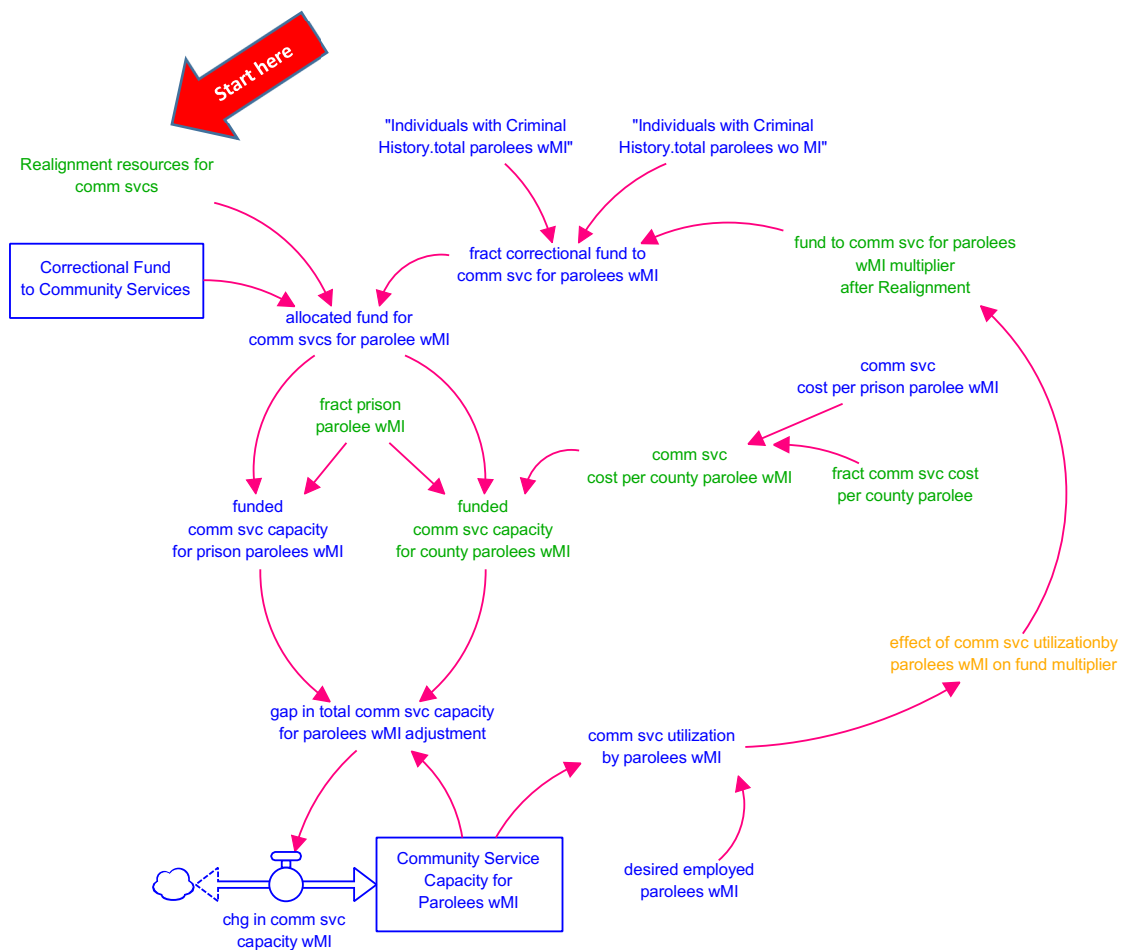 Start here
"Individuals with Criminal
History.total parolees wMI"
"Individuals with Criminal
History.total parolees wo MI"
Realignment resources for
comm svcs
Correctional Fund
to Community Services
fract correctional fund to
comm svc for parolees wMI
fund to comm svc for parolees
wMI multiplier
after Realignment
allocated fund for
comm svcs for parolee wMI
comm svc
cost per prison parolee wMI
fract prison
parolee wMI
comm svc
cost per county parolee wMI
fract comm svc cost
per county parolee
funded
comm svc capacity
for prison parolees wMI
funded
comm svc capacity
for county parolees wMI
effect of comm svc utilizationby
parolees wMI on fund multiplier
gap in total comm svc capacity
for parolees wMI adjustment
comm svc utilization
by parolees wMI
Community Service
Capacity for
Parolees wMI
desired employed
parolees wMI
chg in comm svc
capacity wMI